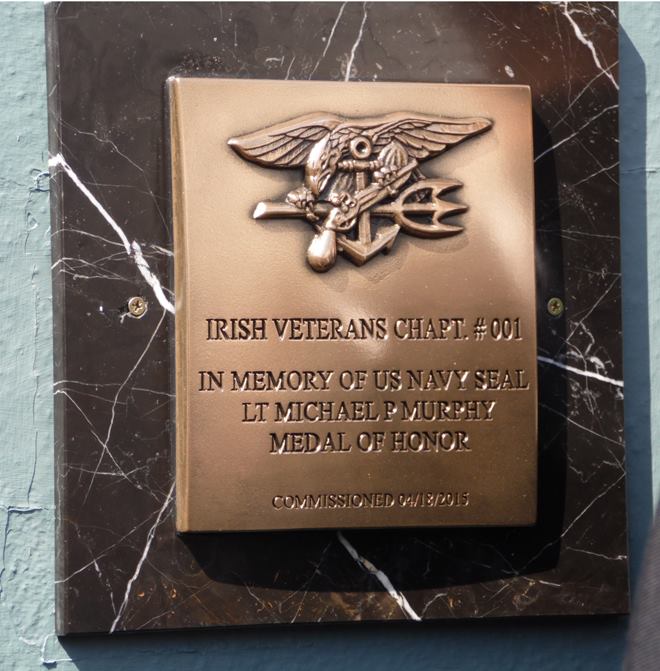 IRISH VETERANS CHAPT. # 001
IN MEMORY OF US NAVY SEAL
LT MICHAEL P MURPHY
MEDAL OF HONOR
COMMISSIONED 04/18/2015